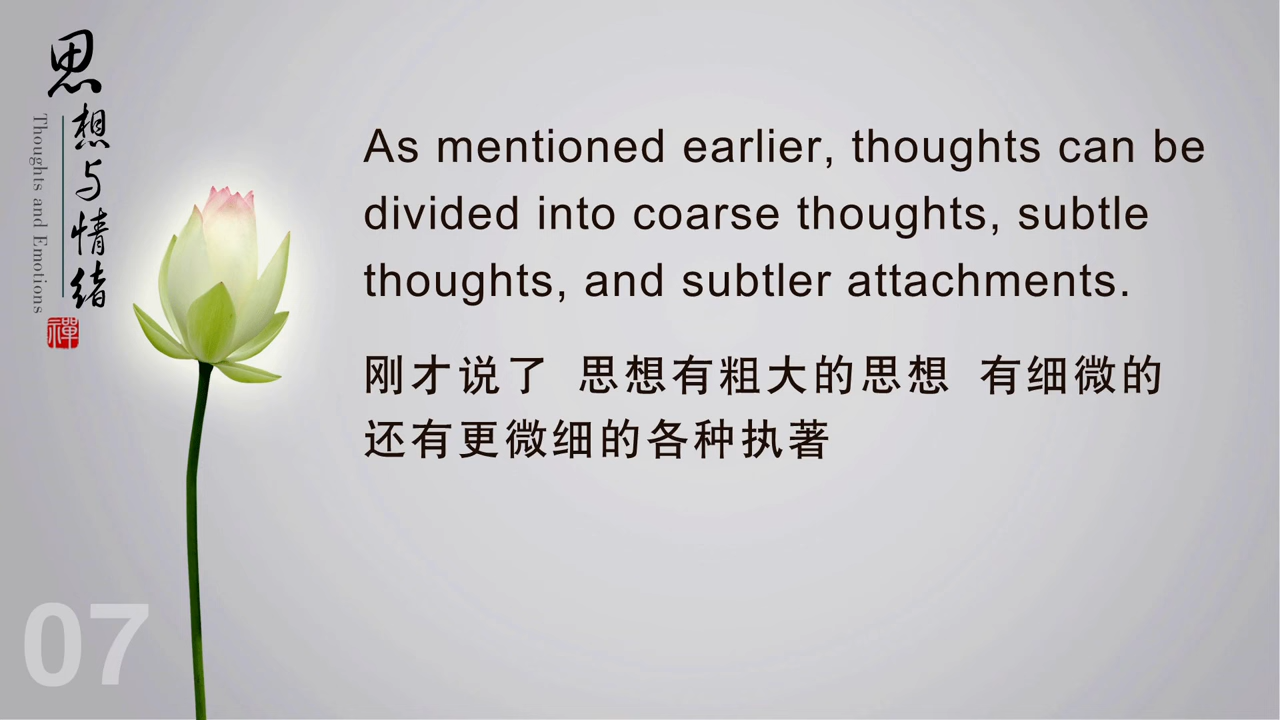 思想与情绪
Thoughts and Emotions
禪
As mentioned earlier, thoughts can be
divided into coarse thoughts, subtle
thoughts, and subtler attachments.
刚才说了 思想有粗大的思想 有细微的
还有更微细的各种执著
07